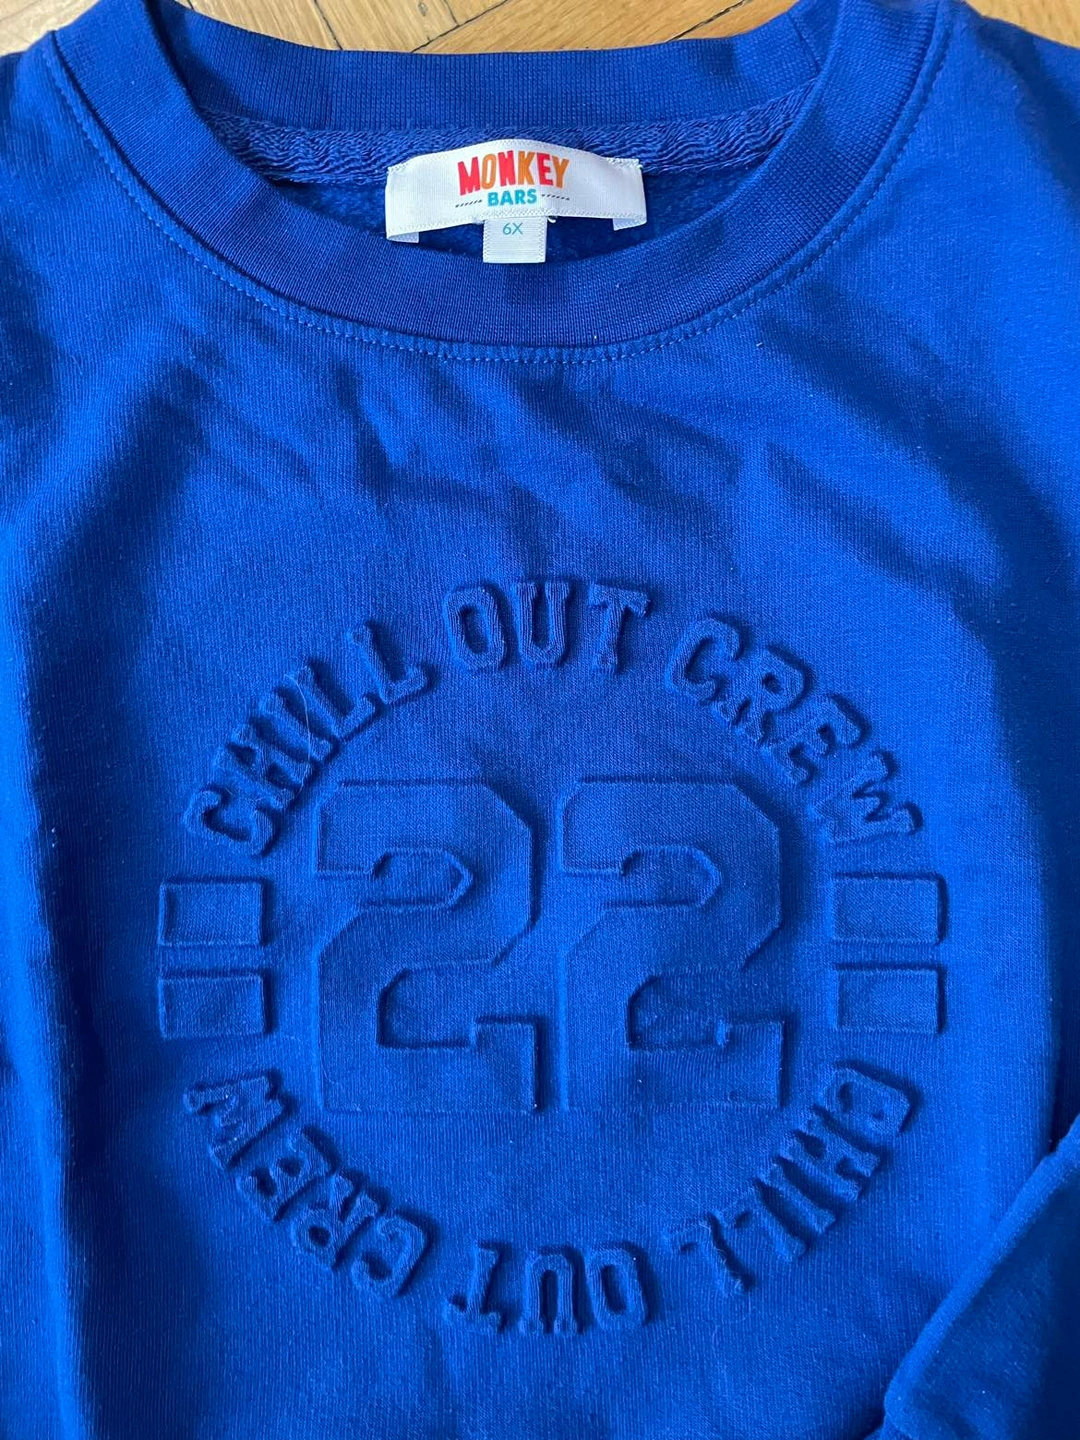 MONKEY
BARS
6X
CHILL OUT CREW
22
CHILL OUT CREW